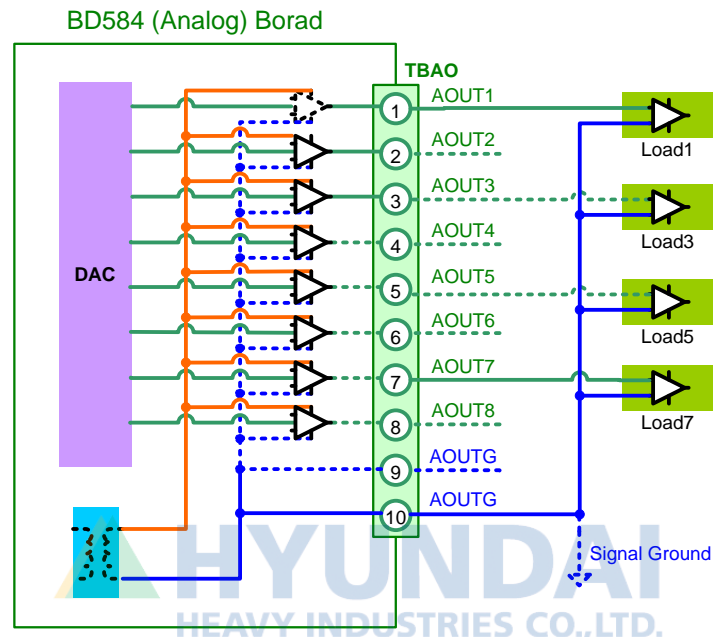 BD584 (Analog) Borad
TBAO
DAC
1
2
3
4
5
6
7
8
9
10
AOUT1
AOUT2
AOUT3
AOUT4
AOUT5
AOUT6
AOUT7
AOUT8
AOUTG
AOUTG
Load1
Load3
Load5
Load7
Signal Ground
HYUNDAI
HEAVY INDUSTRIES CO.,LTD.